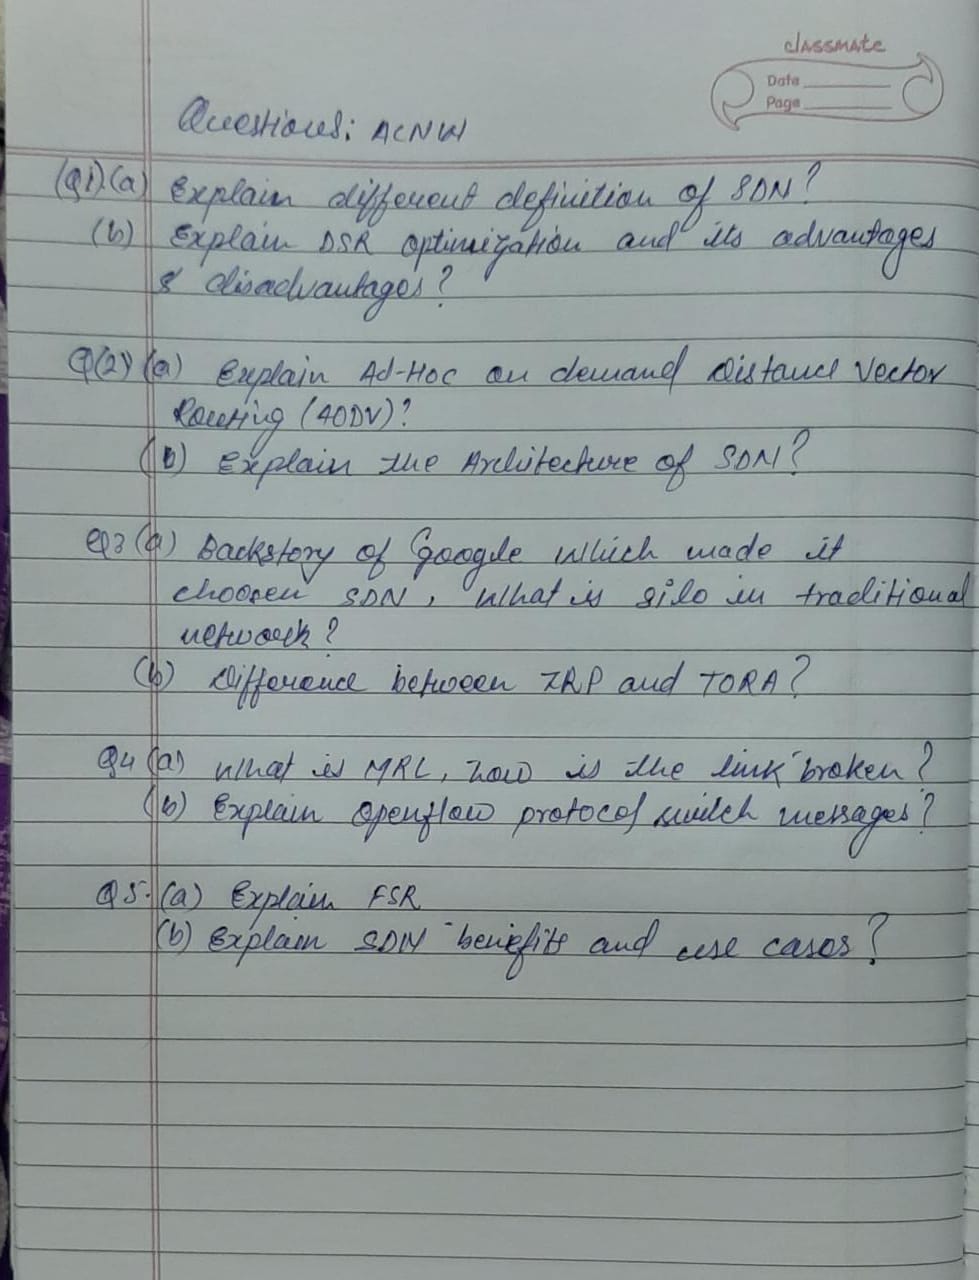 classmate
Date
Page
Questions: ACNW
(Q1).(a) Explain different definition of SDN?
(b) Explain DSR optimization and its advantages
& disadvantages?
Q(2) (a) Explain Ad-Hoc on demand Distance Vector
Routing (AODV)?
(b) Explain the Architecture of SDN?
Q3 (a) Backstory of Google which made it
choosen SDN, What is silo in traditional
network?
(b) Difference between ZRP and TORA?
Q4 (a) What is MRL, how is the link broken?
(b) Explain openflow protocol switch messages?
Q5. (a) Explain FSR
(b) Explain SDN benefits and use cases?